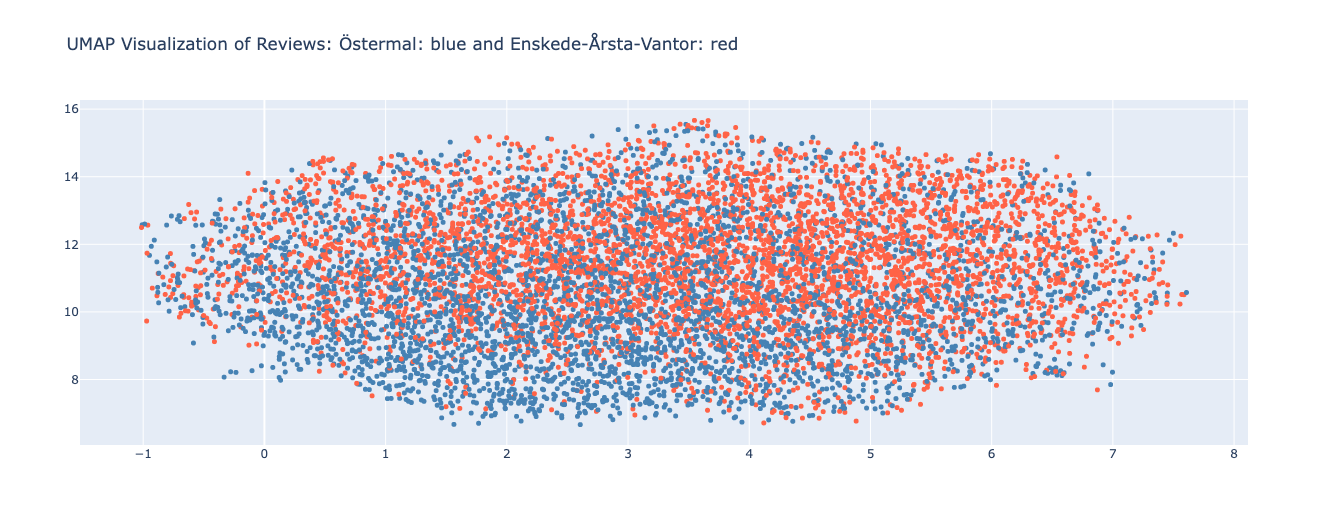 UMAP Visualization of Reviews: Östermal: blue and Enskede-Årsta-Vantor: red
16
14
12
10
8
−1 0 1 2 3 4 5 6 7 8